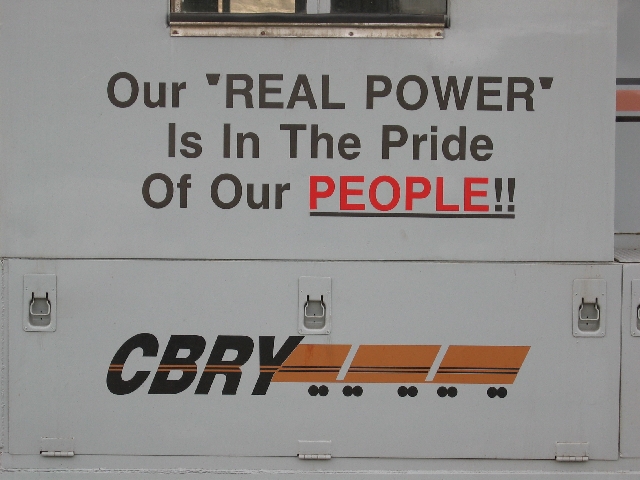 Our "REAL POWER"
Is In The Pride
Of Our PEOPLE!!
CBRY